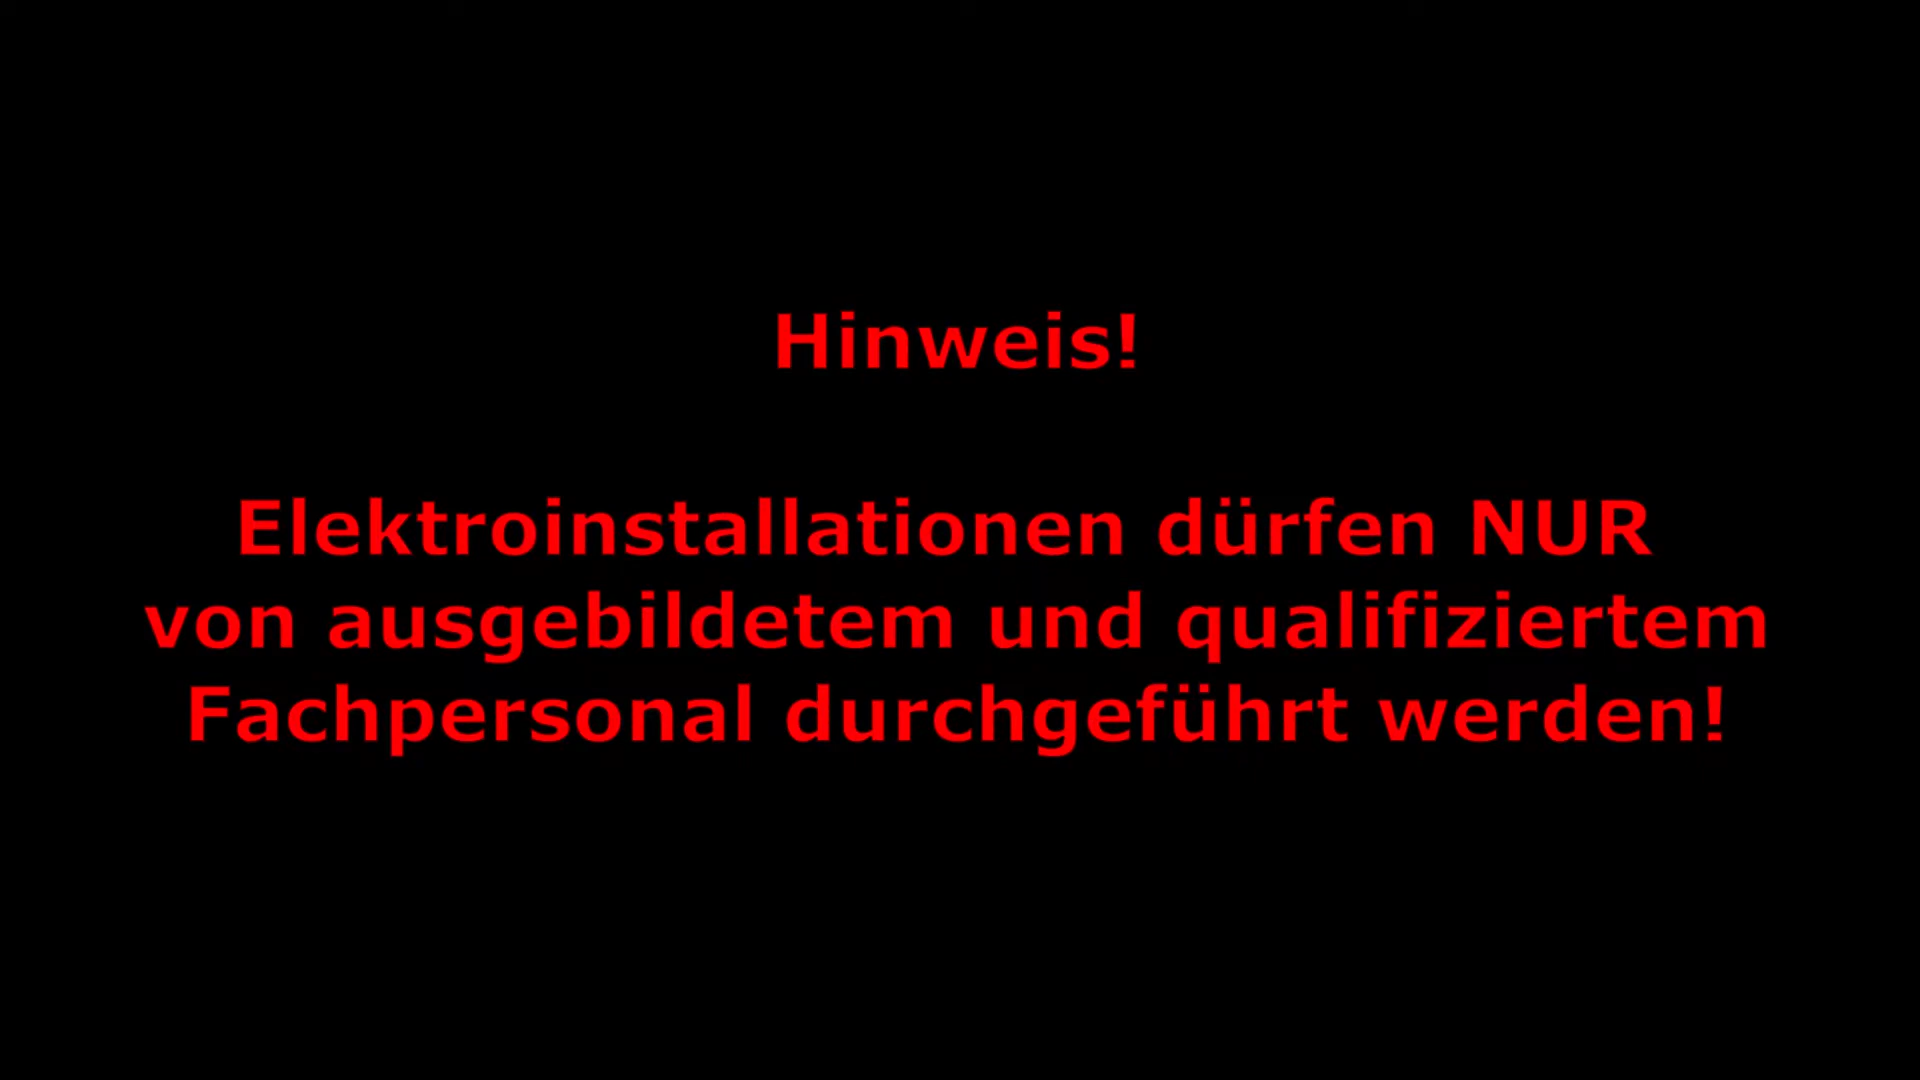 Hinweis!
Elektroinstallationen dürfen NUR
von ausgebildetem und qualifiziertem
Fachpersonal durchgeführt werden!